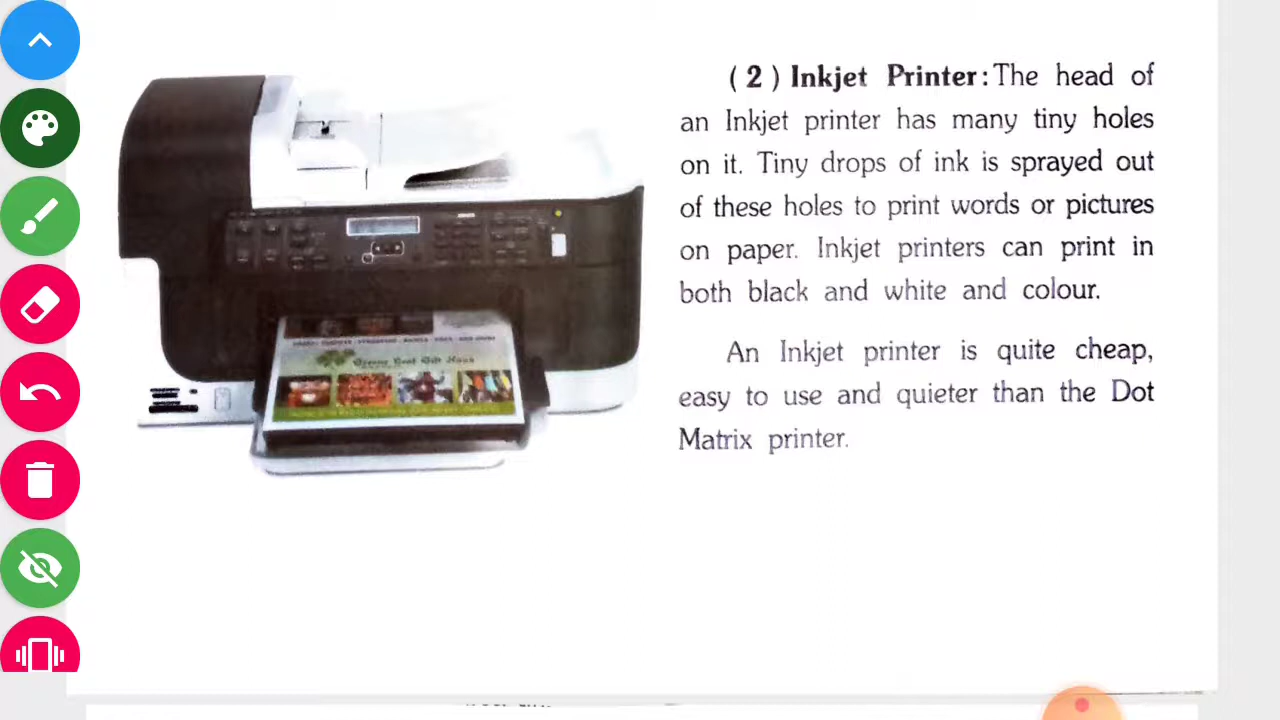 (2) Inkjet Printer: The head of
an Inkjet printer has many tiny holes
on it. Tiny drops of ink is sprayed out
of these holes to print words or pictures
on paper. Inkjet printers can print in
both black and white and colour.
An Inkjet printer is quite cheap,
easy to use and quieter than the Dot
Matrix printer.